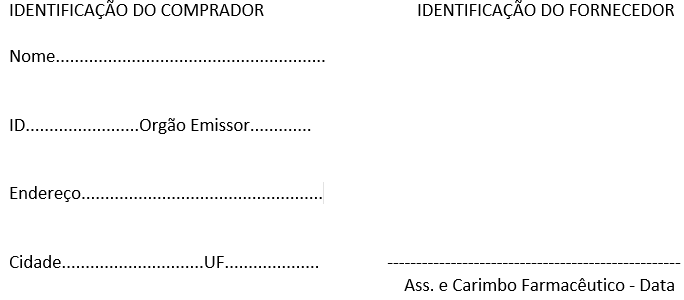 IDENTIFICAÇÃO DO COMPRADOR IDENTIFICAÇÃO DO FORNECEDOR
Nome.........................................................
ID........................Orgão Emissor.............
Endereço...................................................
Cidade..............................UF.................... ---------------------------------------------------
Ass. e Carimbo Farmacêutico - Data